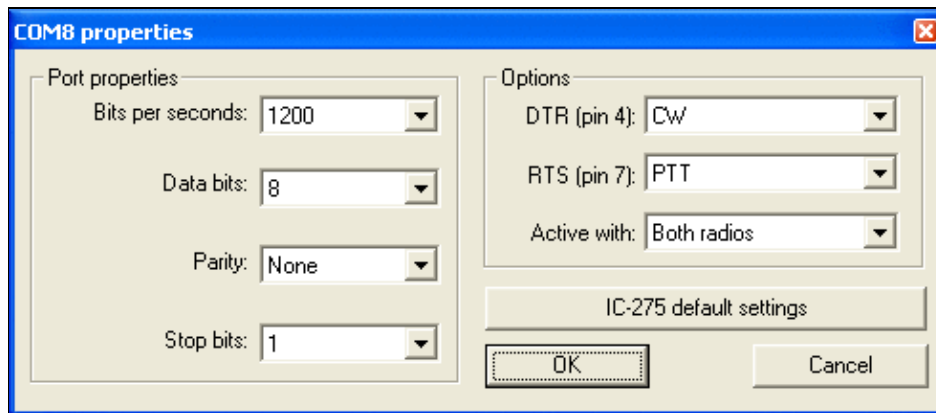 COM8 properties
Port properties
Bits per seconds: 1200
Data bits: 8
Parity: None
Stop bits: 1
Options
DTR (pin 4): CW
RTS (pin 7): PTT
Active with: Both radios
IC-275 default settings
OK Cancel